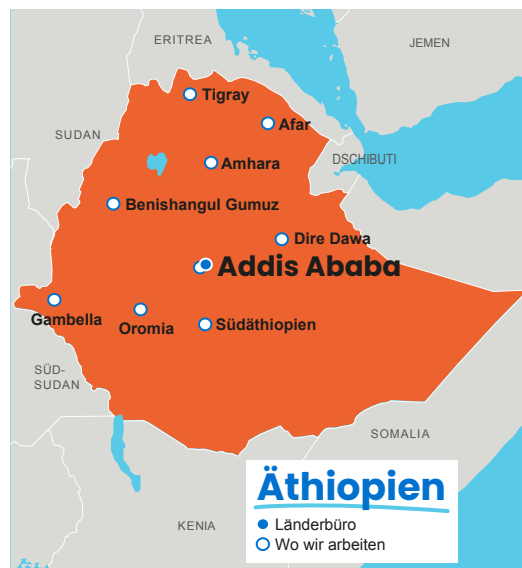 ERITREA
JEMEN
Tigray
Afar
SUDAN
DSCHIBUTI
Amhara
Benishangul Gumuz
Dire Dawa
Addis Ababa
Gambella
Oromia
Südäthiopien
SÜD-
SUDAN
SOMALIA
KENIA
Äthiopien
Länderbüro
Wo wir arbeiten